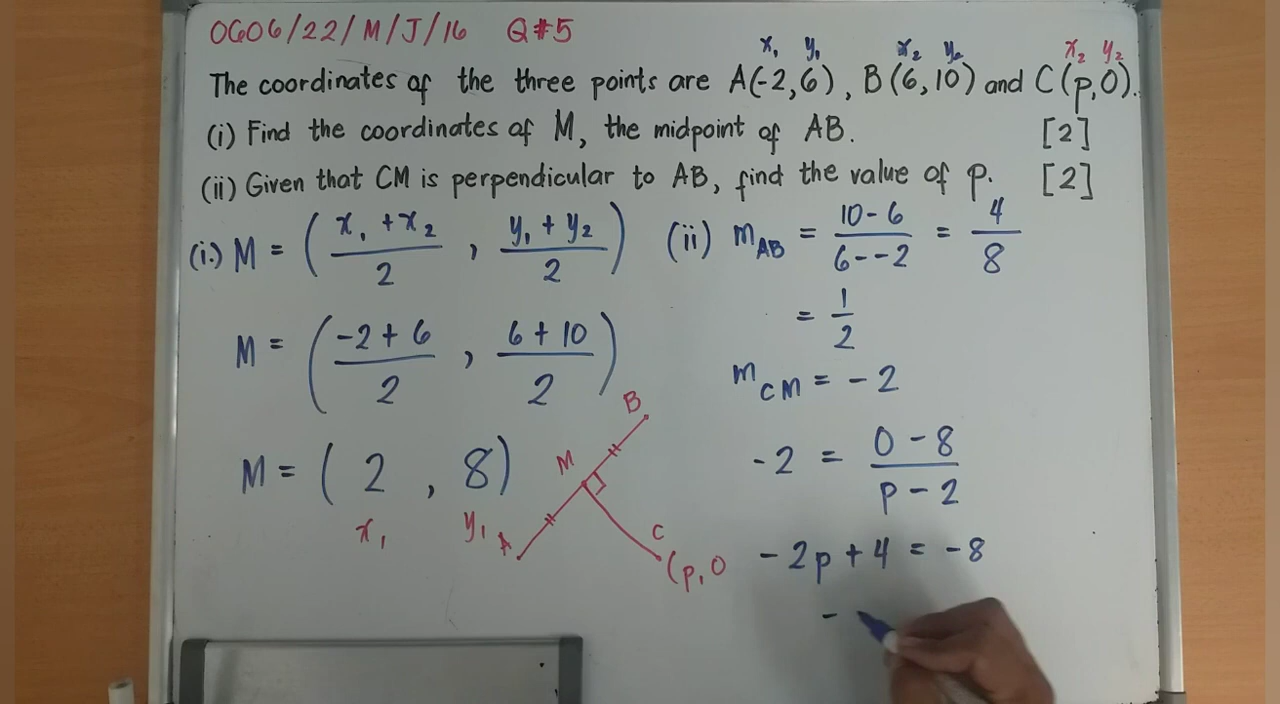 0606/22/M/J/16 Q#5
x₁ y₁ x₂ y₂ x₂ y₂
The coordinates of the three points are A(-2,6), B(6,10) and C(p,0).
(i) Find the coordinates of M, the midpoint of AB. [2]
(ii) Given that CM is perpendicular to AB, find the value of p. [2]
(i.) M = ( (x₁ + x₂)/2 , (y₁ + y₂)/2 )
M = ( (-2 + 6)/2 , (6 + 10)/2 )
M = ( 2 , 8 )
x₁ y₁
A M B C (p, 0
(ii) m_AB = (10 - 6)/(6 - -2) = 4/8
= 1/2
m_CM = -2
-2 = (0 - 8)/(p - 2)
-2p + 4 = -8
-